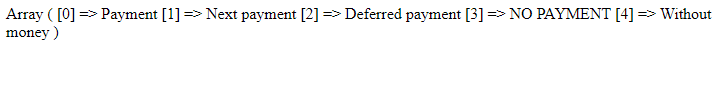 Array ( [0] => Payment [1] => Next payment [2] => Deferred payment [3] => NO PAYMENT [4] => Without
money )